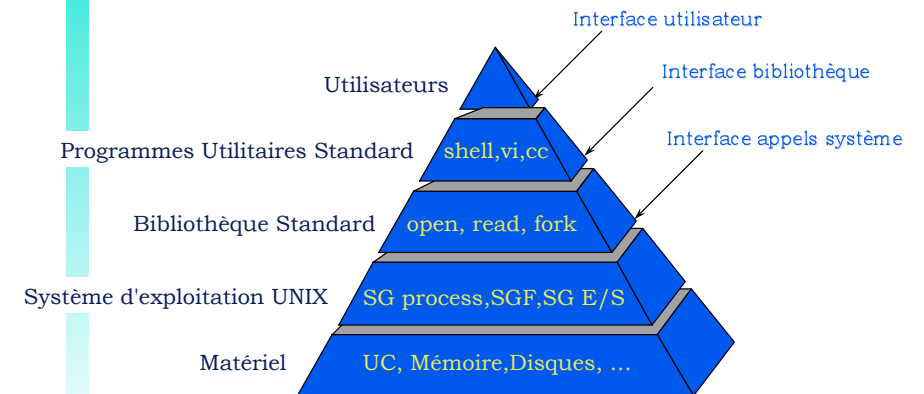 Interface utilisateur
Utilisateurs
Interface bibliothèque
Programmes Utilitaires Standard
shell,vi,cc
Interface appels système
Bibliothèque Standard
open, read, fork
Système d'exploitation UNIX
SG process,SGF,SG E/S
Matériel
UC, Mémoire,Disques, ...